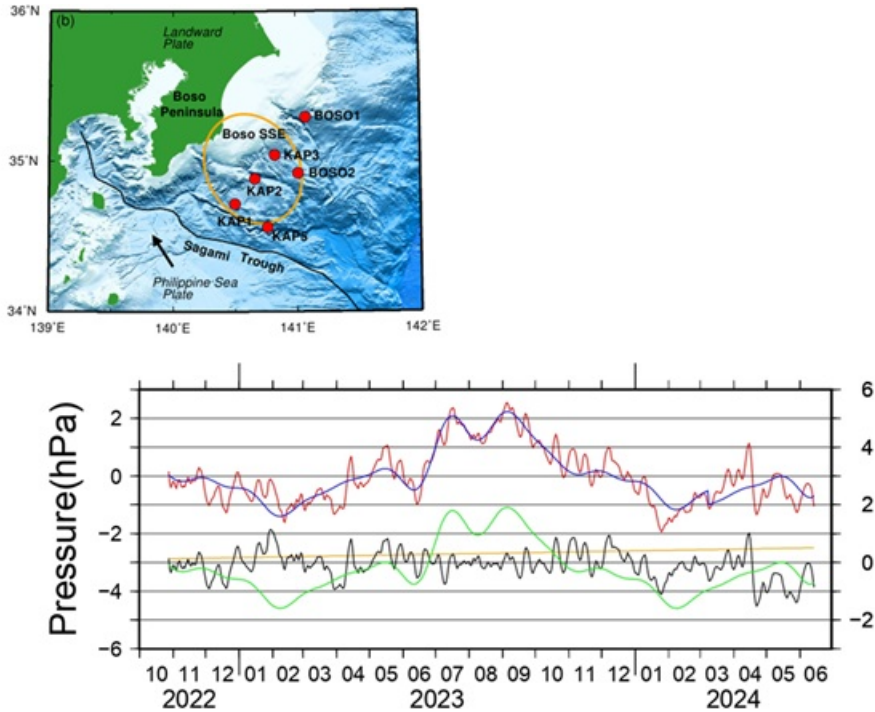 36°N
(b)
Landward
Plate
Boso
Peninsula
BOSO1
Boso SSE
KAP3
35°N
BOSO2
KAP2
KAP1
KAP5
Sagami Trough
Philippine Sea
Plate
34°N
139°E 140°E 141°E 142°E
Pressure(hPa)
2
0
−2
−4
−6
6
4
2
0
−2
10 11 12 01 02 03 04 05 06 07 08 09 10 11 12 01 02 03 04 05 06
2022 2023 2024